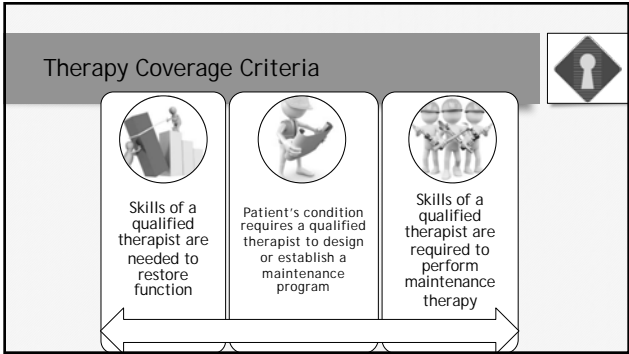 Therapy Coverage Criteria
Skills of a
qualified
therapist are
needed to
restore
function
Patient's condition
requires a qualified
therapist to design
or establish a
maintenance
program
Skills of a
qualified
therapist are
required to
perform
maintenance
therapy